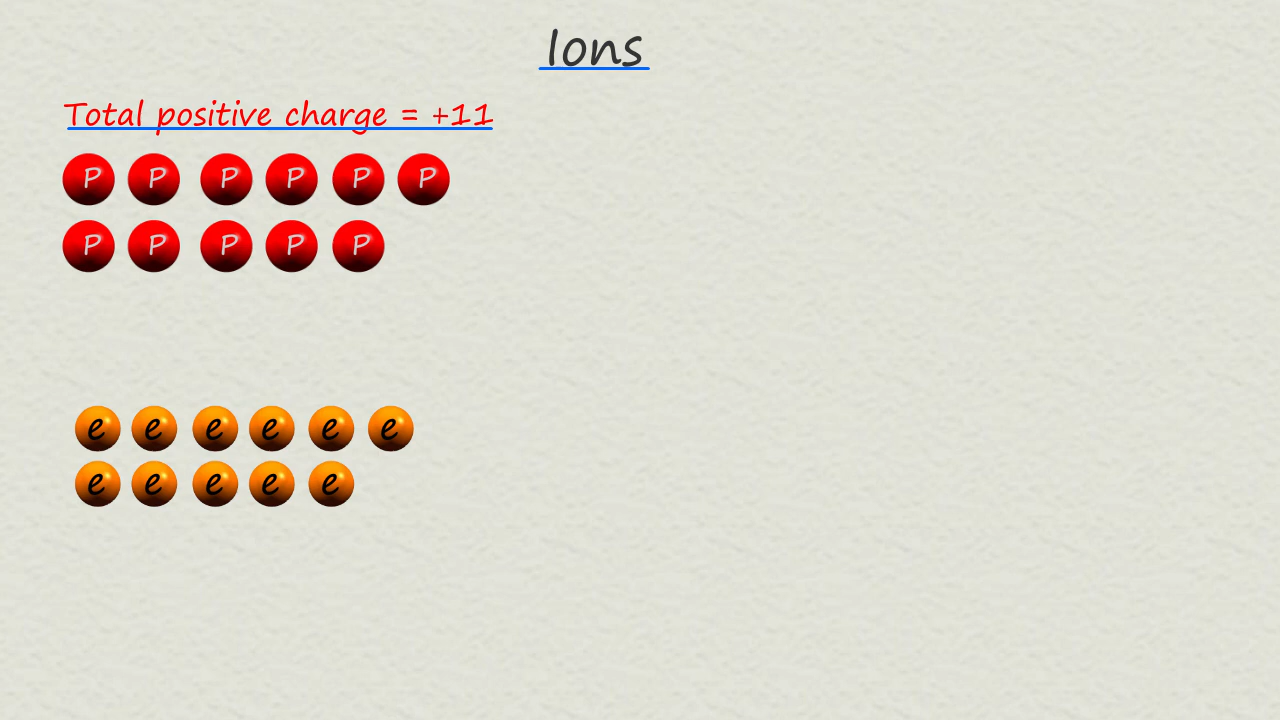 Ions
Total positive charge = +11
P P P P P P
P P P P P
e e e e e e
e e e e e